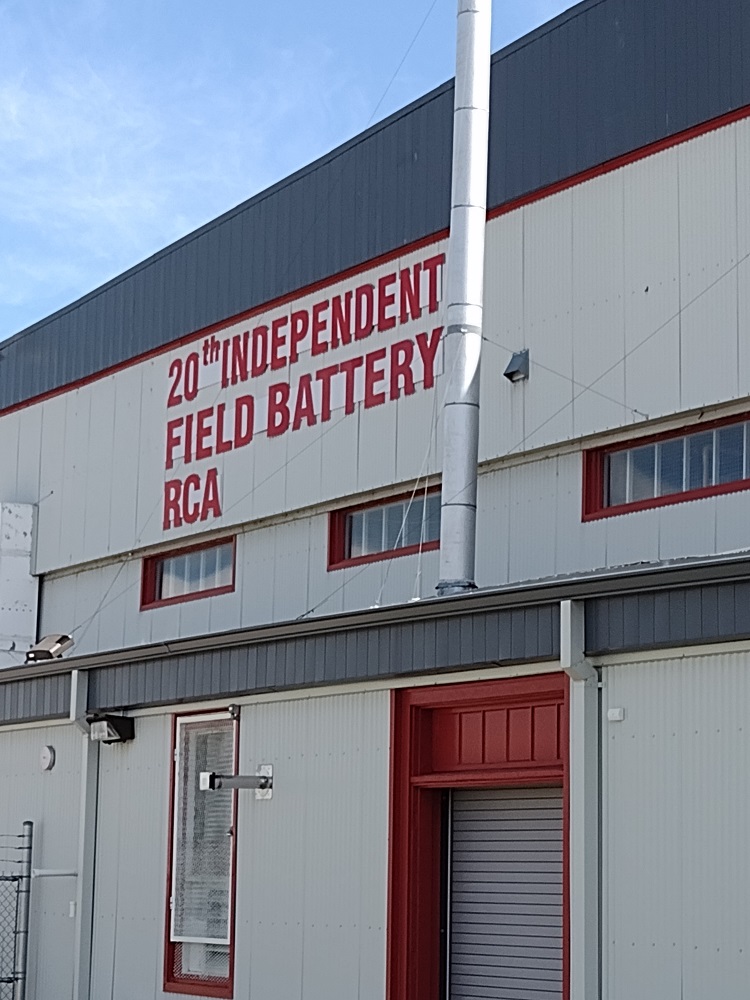 20th INDEPENDENT
FIELD BATTERY
RCA